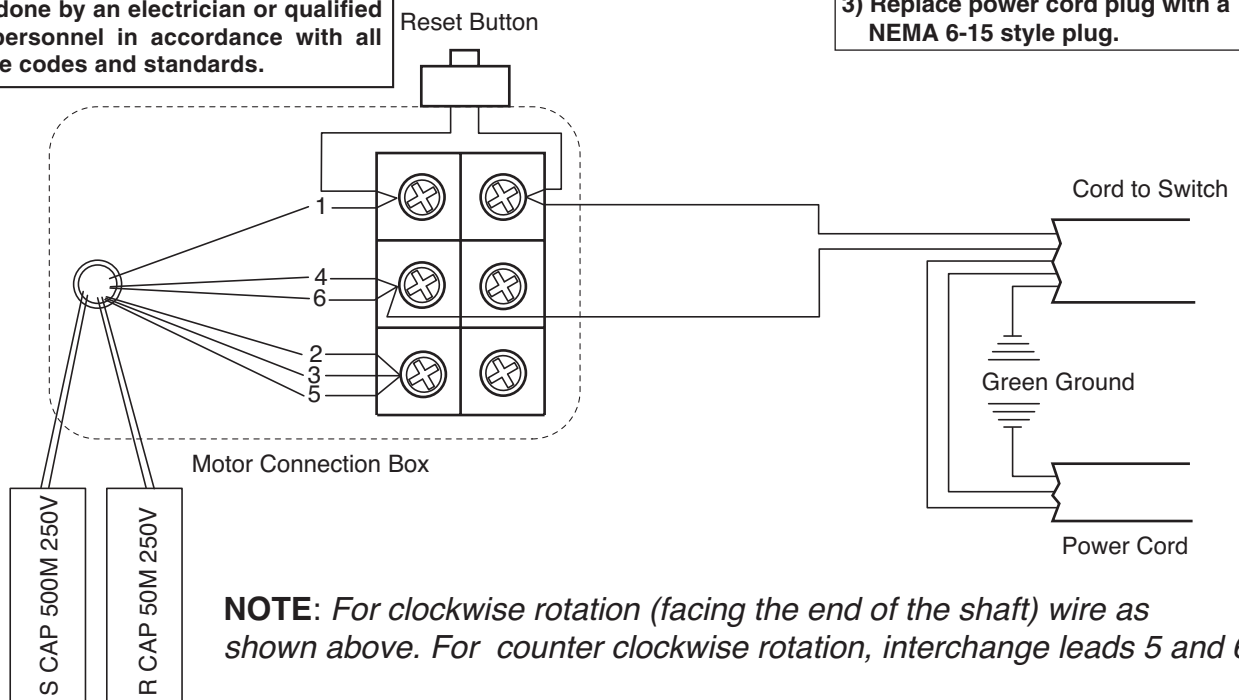 done by an electrician or qualified
personnel in accordance with all
codes and standards.
Reset Button
3) Replace power cord plug with a
NEMA 6-15 style plug.
Cord to Switch
1
4
6
2
3
5
Green Ground
Motor Connection Box
Power Cord
S CAP 500M 250V
R CAP 50M 250V
NOTE: For clockwise rotation (facing the end of the shaft) wire as
shown above. For counter clockwise rotation, interchange leads 5 and 6